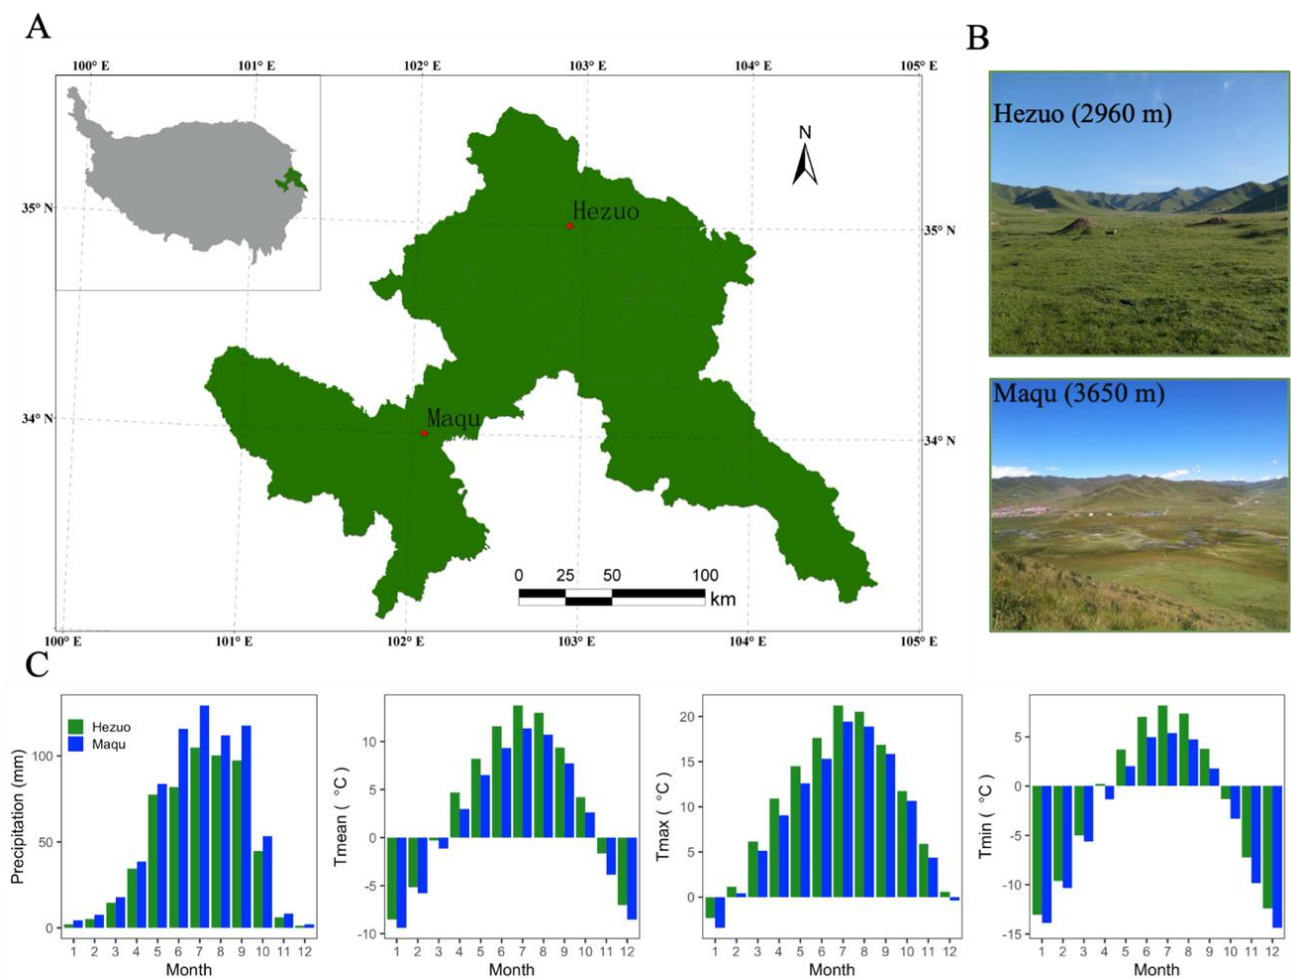 A
B
100° E 101° E 102° E 103° E 104° E 105° E
N
Hezuo (2960 m)
35° N
Hezuo
35° N
Maqu (3650 m)
34° N
Maqu
34° N
0 25 50 100
km
100° E 101° E 102° E 103° E 104° E 105° E
C
Hezuo
Maqu
Precipitation (mm)
100
50
0
1 2 3 4 5 6 7 8 9 10 11 12
Month
Tmean ( °C )
10
5
0
-5
-10
1 2 3 4 5 6 7 8 9 10 11 12
Month
Tmax ( °C )
20
15
10
5
0
1 2 3 4 5 6 7 8 9 10 11 12
Month
Tmin ( °C )
5
0
-5
-10
-15
1 2 3 4 5 6 7 8 9 10 11 12
Month